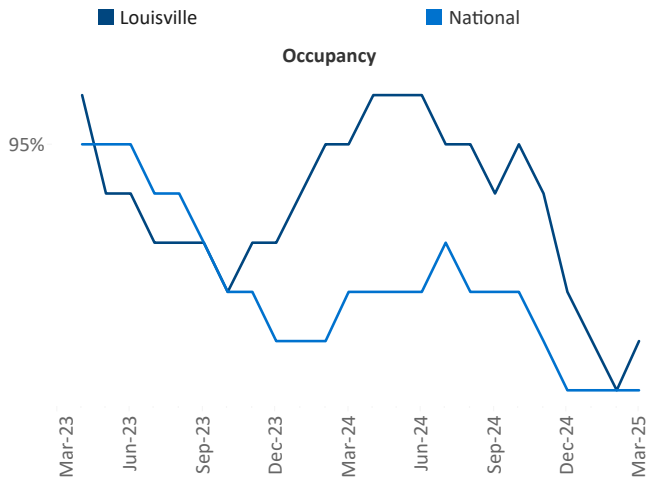 Louisville National
Occupancy
95%
Mar-23 Jun-23 Sep-23 Dec-23 Mar-24 Jun-24 Sep-24 Dec-24 Mar-25